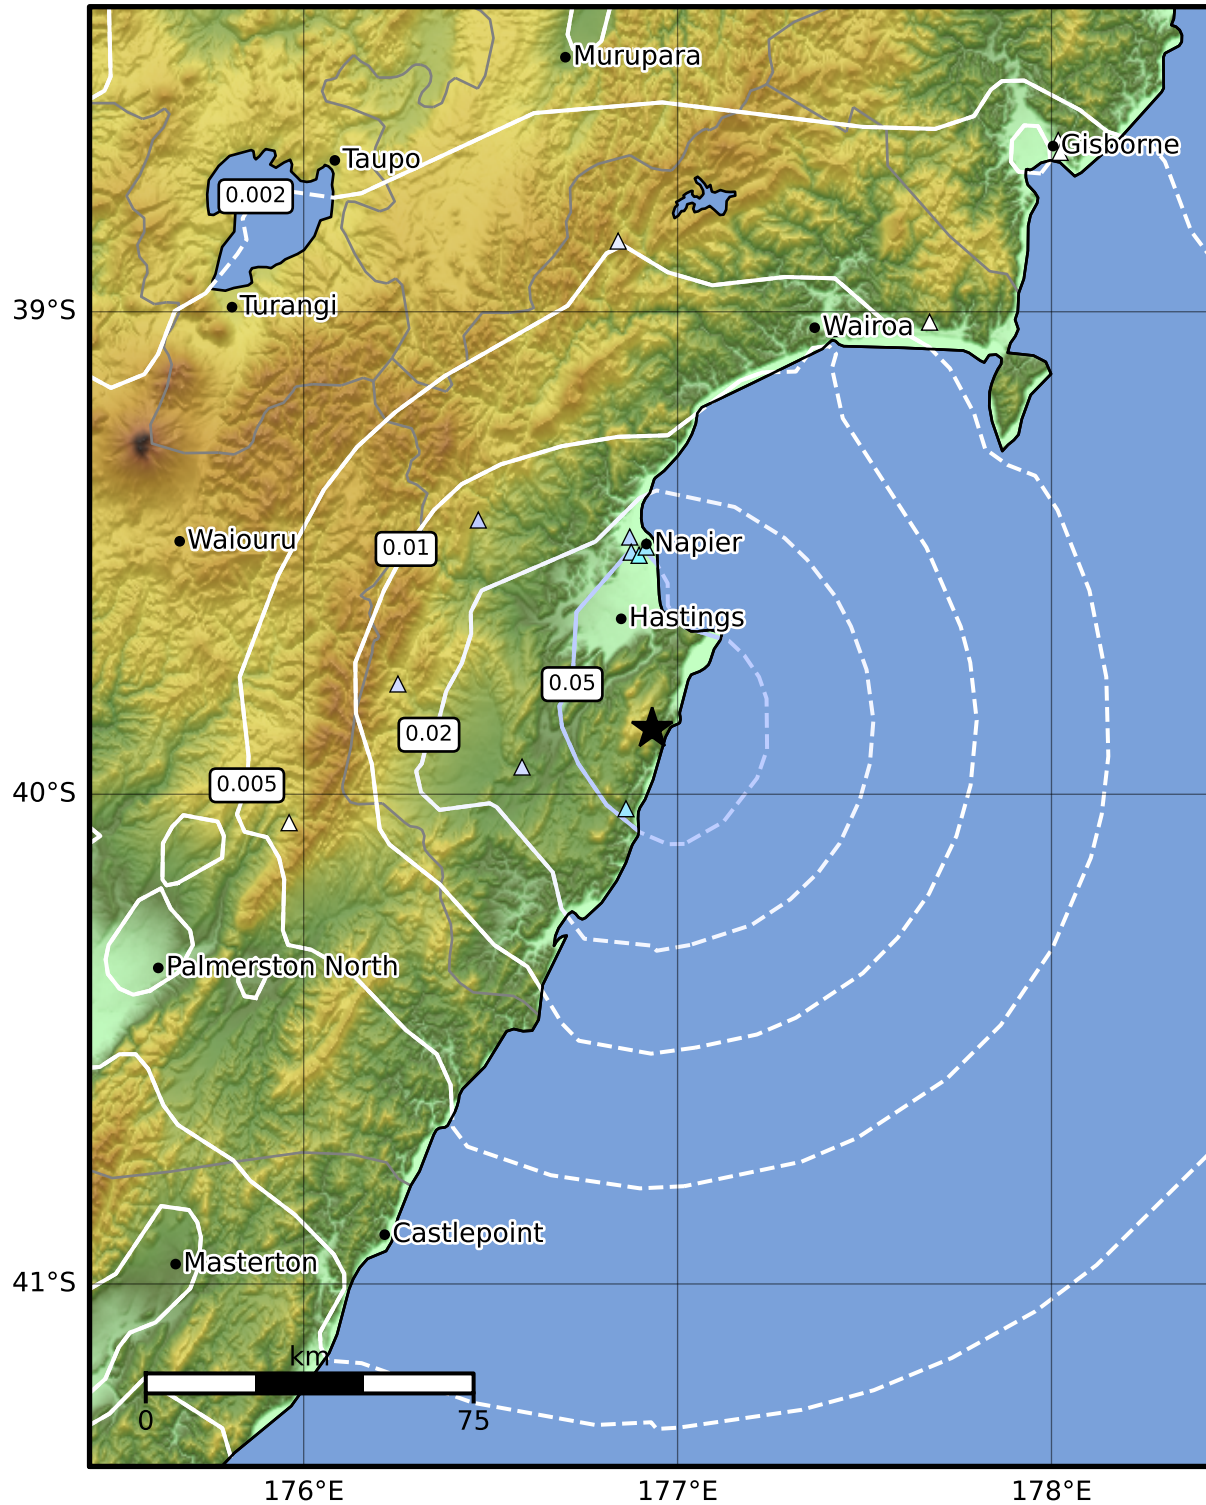 Murupara
Gisborne
Taupo
0.002
39°S
Turangi
Wairoa
Waiouru
0.01
Napier
Hastings
0.05
0.02
0.005
40°S
Palmerston North
Castlepoint
Masterton
41°S
km
0
75
176°E
177°E
178°E